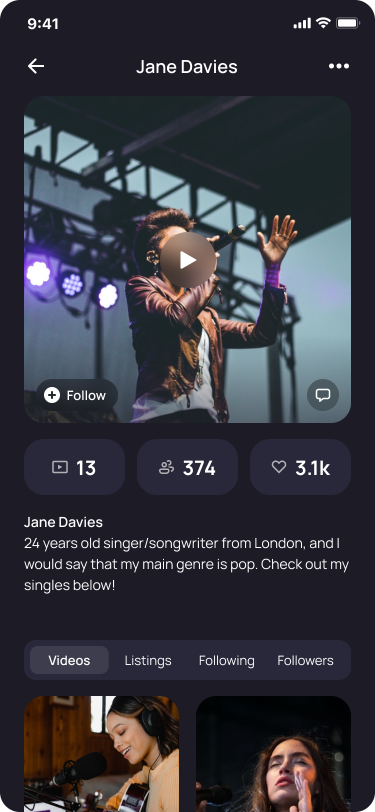 9:41
Jane Davies
Follow
13
374
3.1k
Jane Davies
24 years old singer/songwriter from London, and I
would say that my main genre is pop. Check out my
singles below!
Videos
Listings
Following
Followers